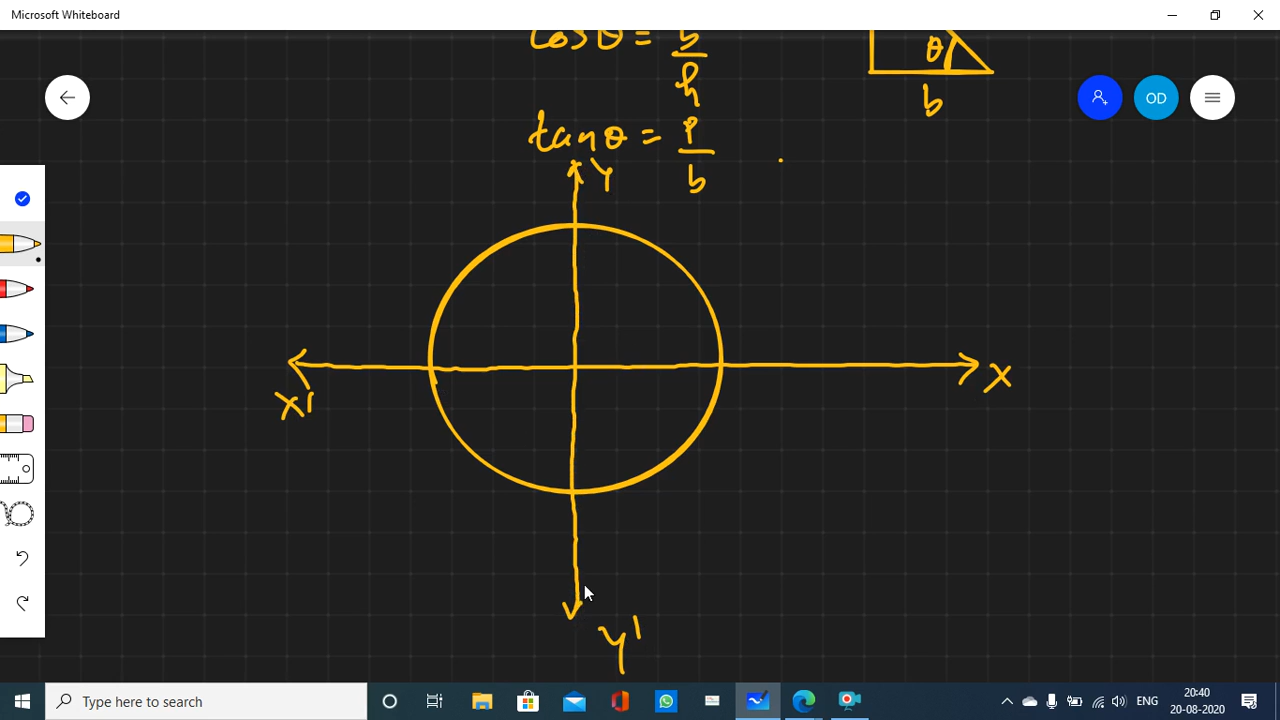 Microsoft Whiteboard
cos θ = b/h
θ
b
OD
tan θ = P/b
Y
X
X'
Y'
Type here to search
ENG
20:40
20-08-2020